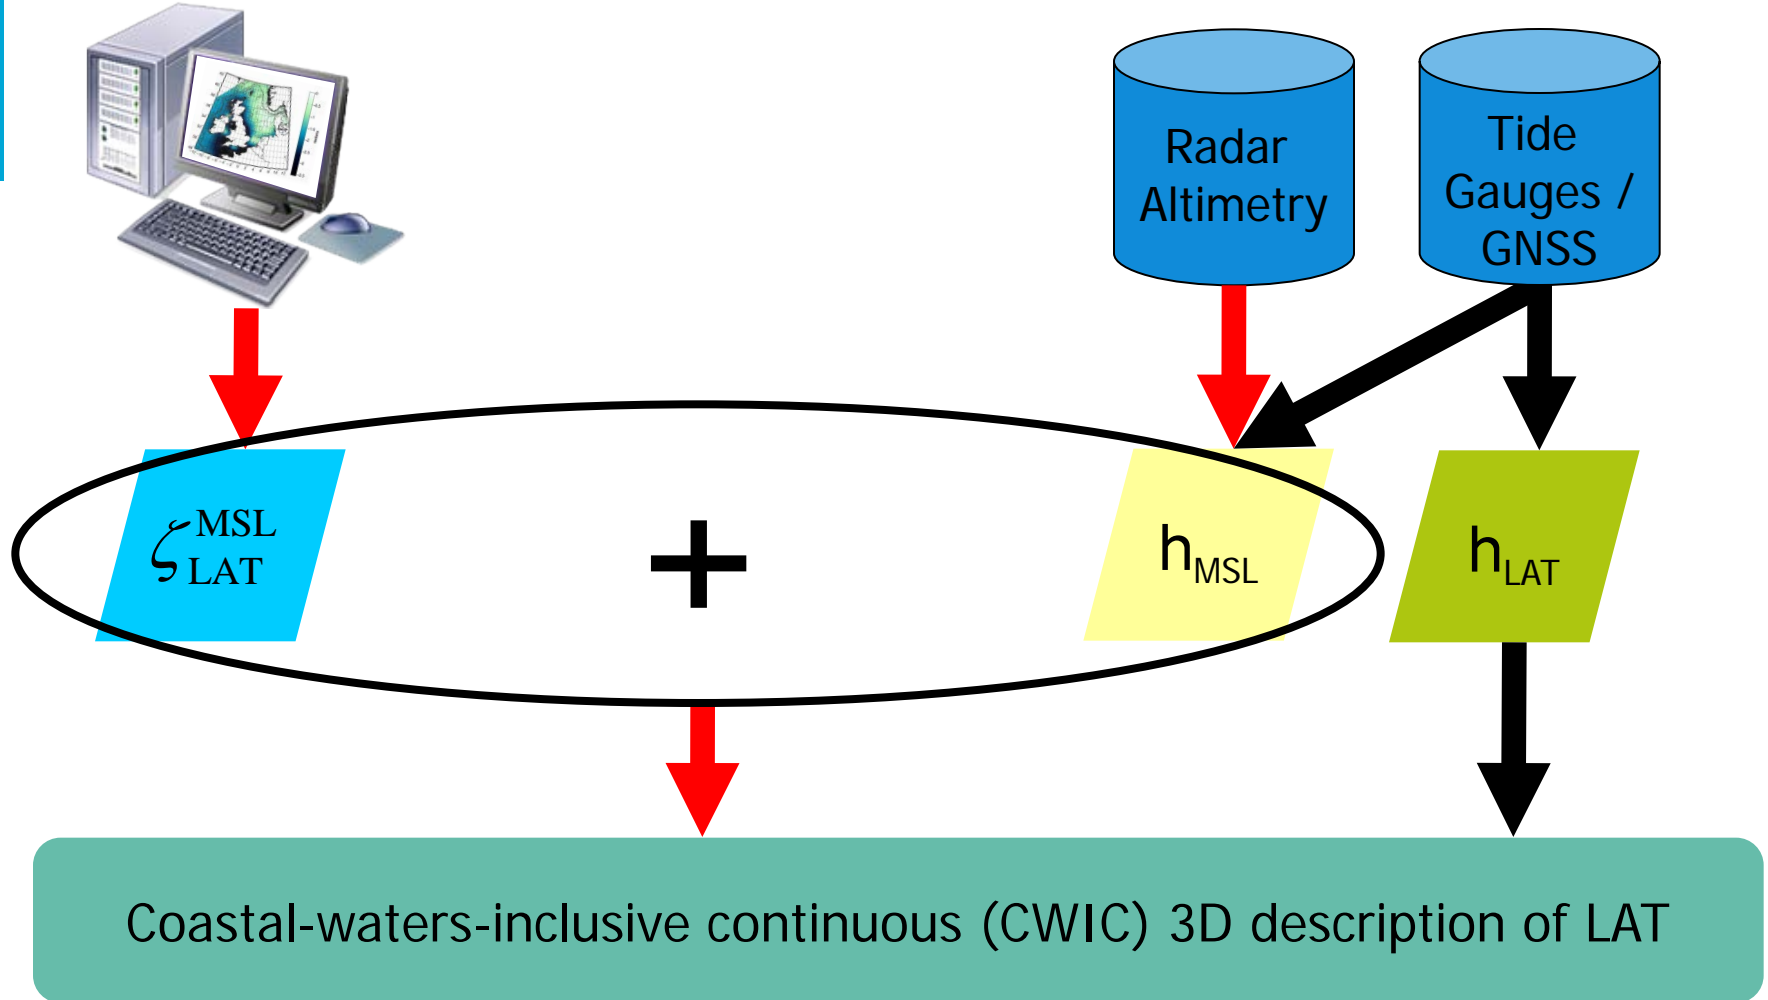 Radar
Altimetry
Tide
Gauges /
GNSS
ζ MSL LAT
+
hMSL
hLAT
Coastal-waters-inclusive continuous (CWIC) 3D description of LAT